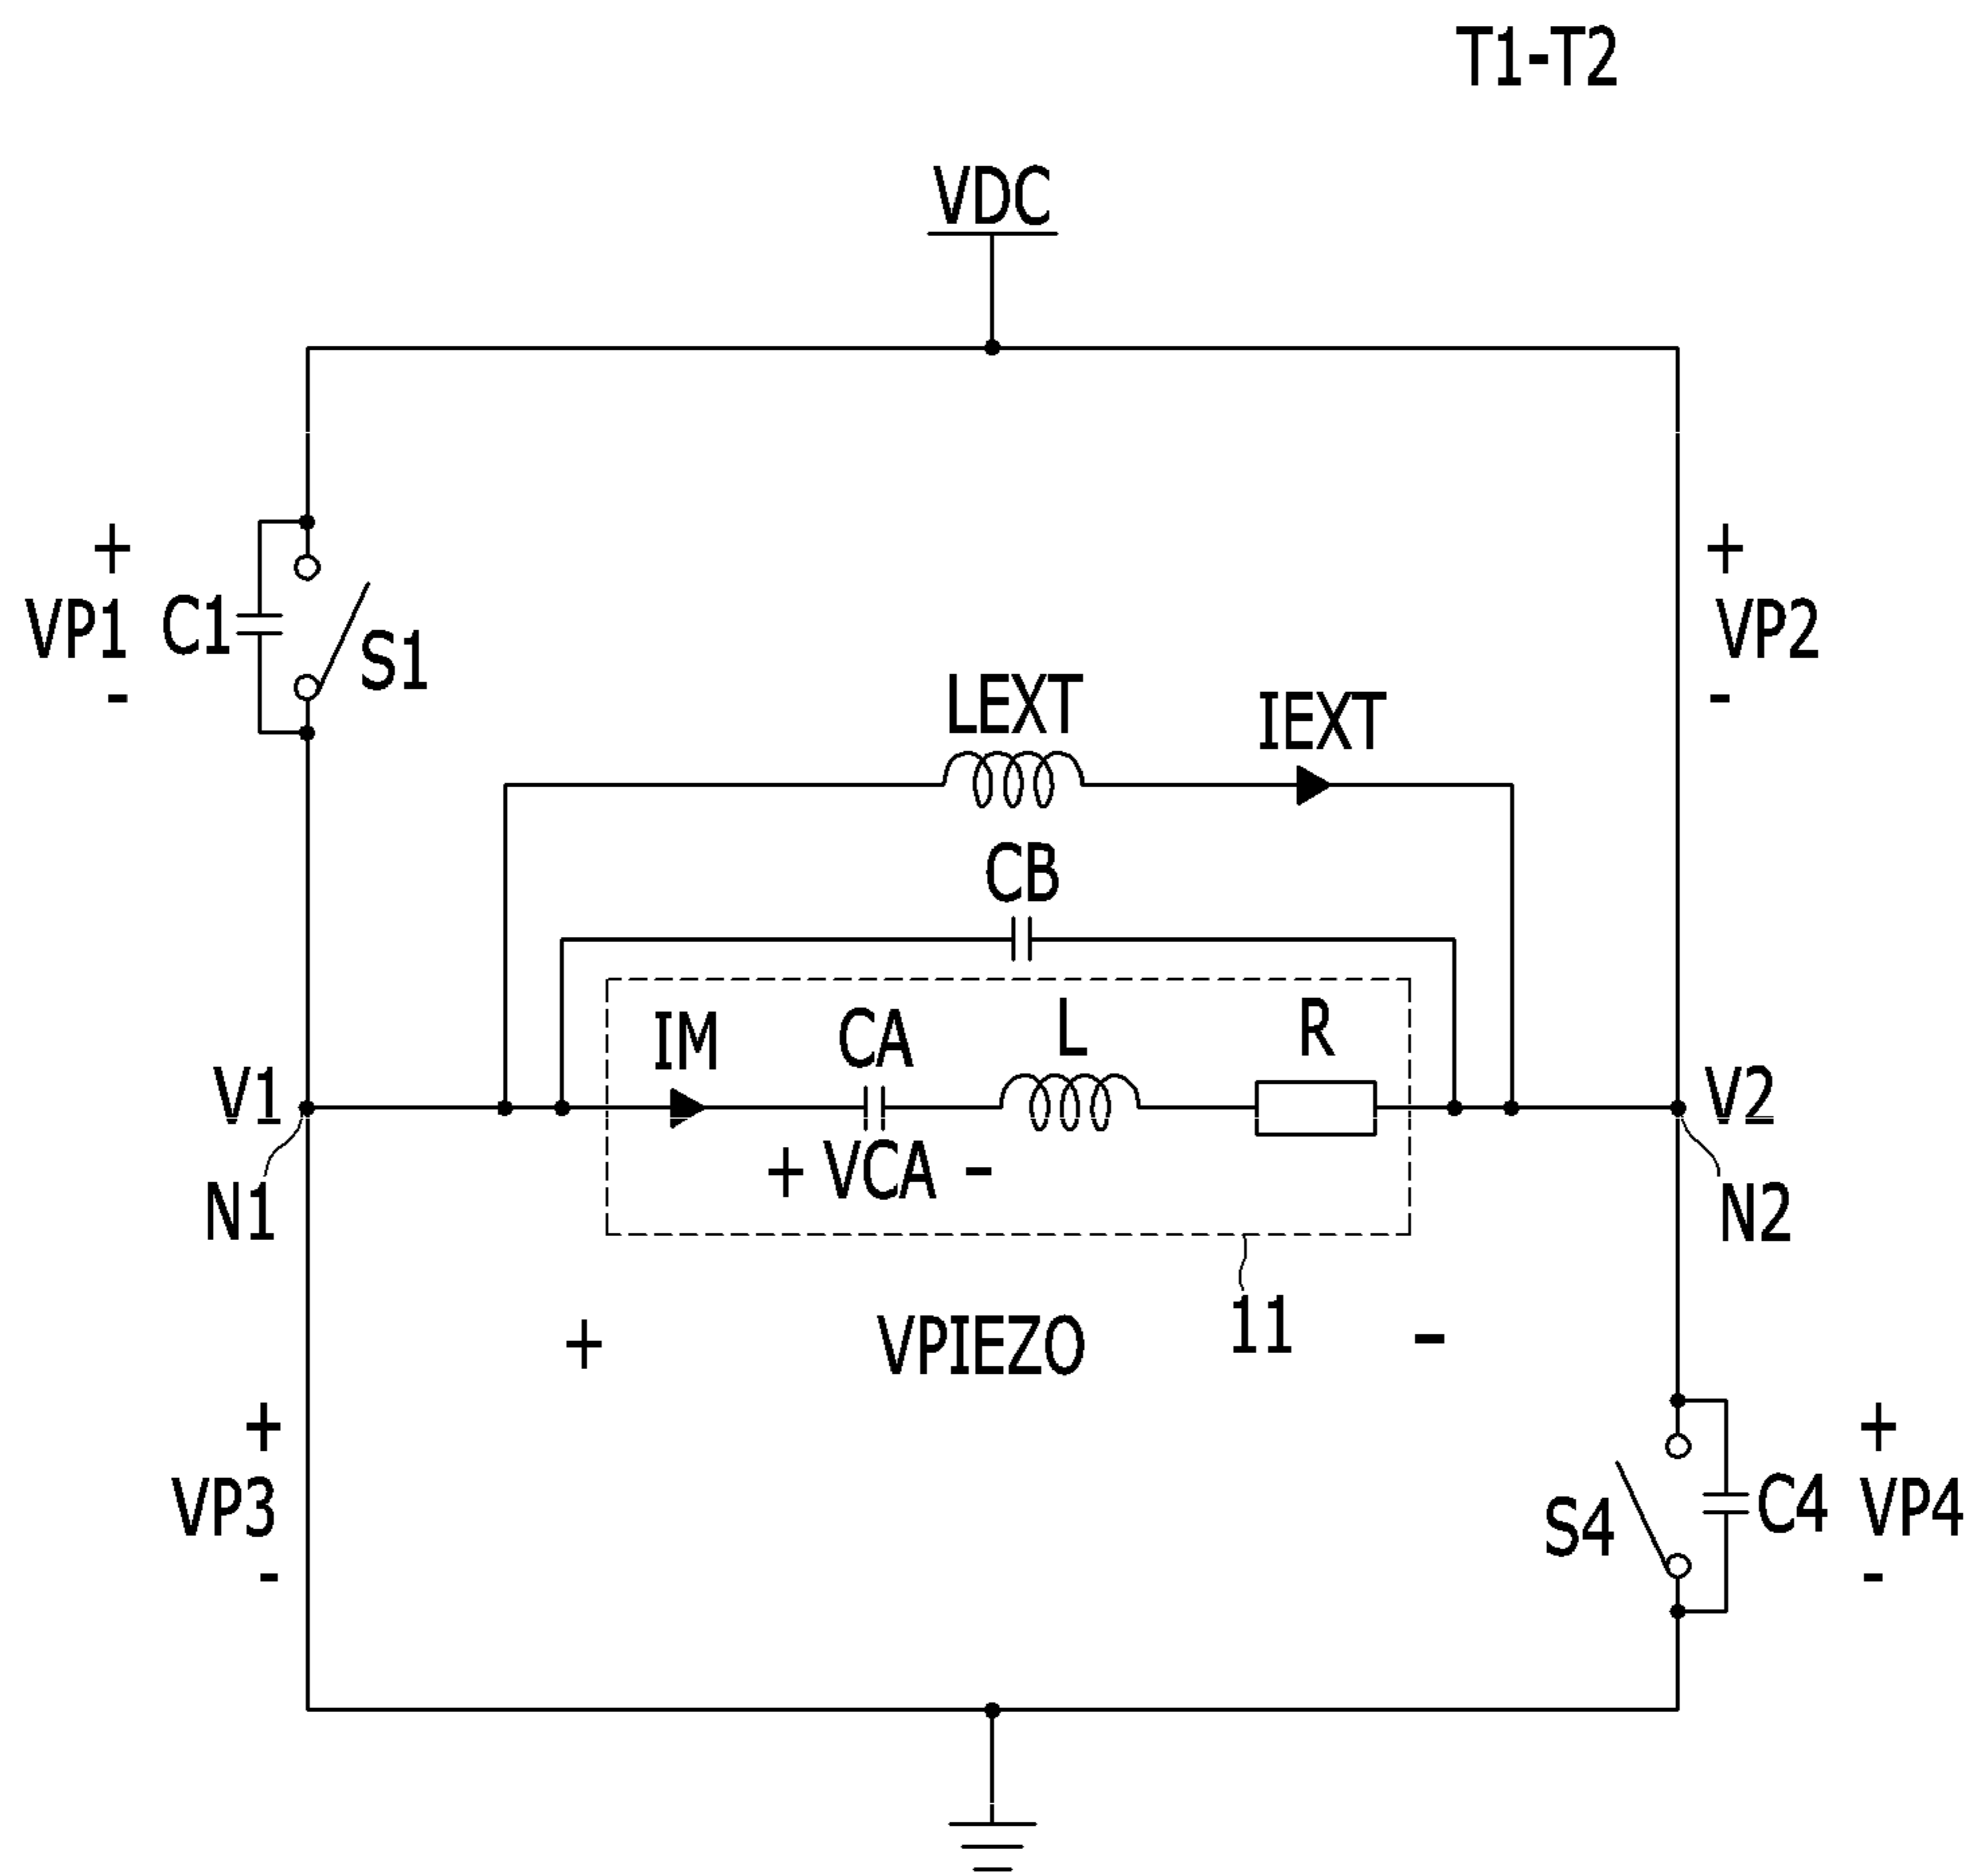 T1-T2
VDC
+
+
VP1 C1
VP2
S1
-
-
LEXT
IEXT
CB
IM
CA
L
R
V1
V2
+ VCA -
N1
N2
11
+
VPIEZO
-
+
+
VP3
S4
C4
VP4
-
-